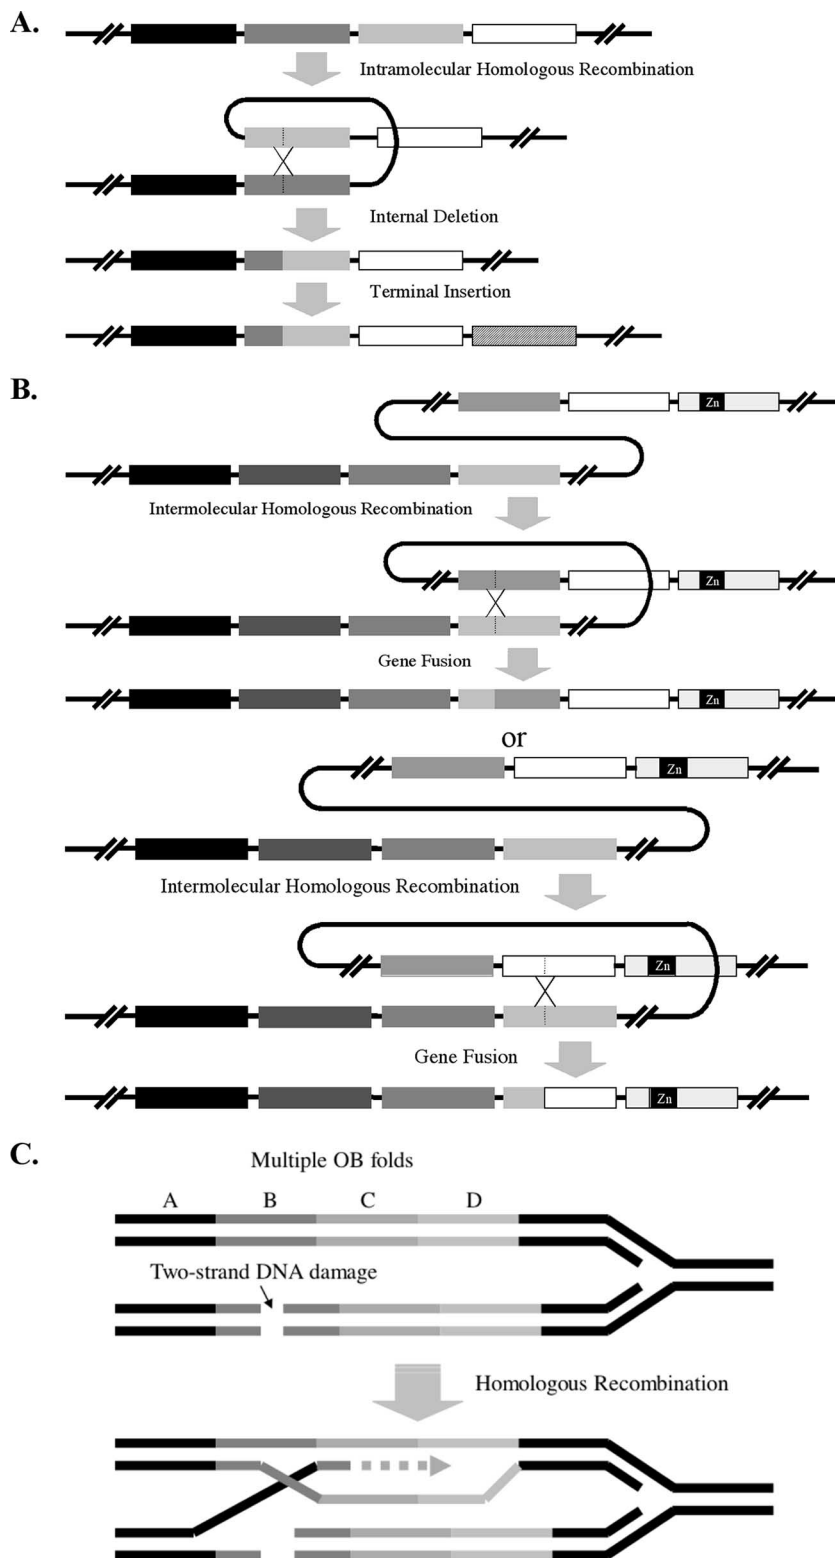 A.
Intramolecular Homologous Recombination
Internal Deletion
Terminal Insertion
B.
Zn
Intermolecular Homologous Recombination
Zn
Gene Fusion
Zn
or
Zn
Intermolecular Homologous Recombination
Zn
Gene Fusion
Zn
C.
Multiple OB folds
A B C D
Two-strand DNA damage
Homologous Recombination